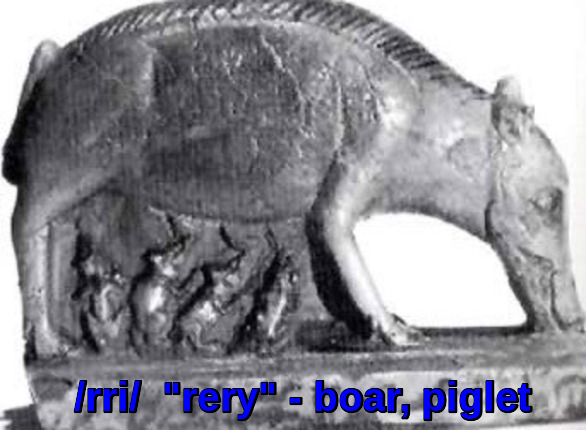 /rri/ "rery" - boar, piglet